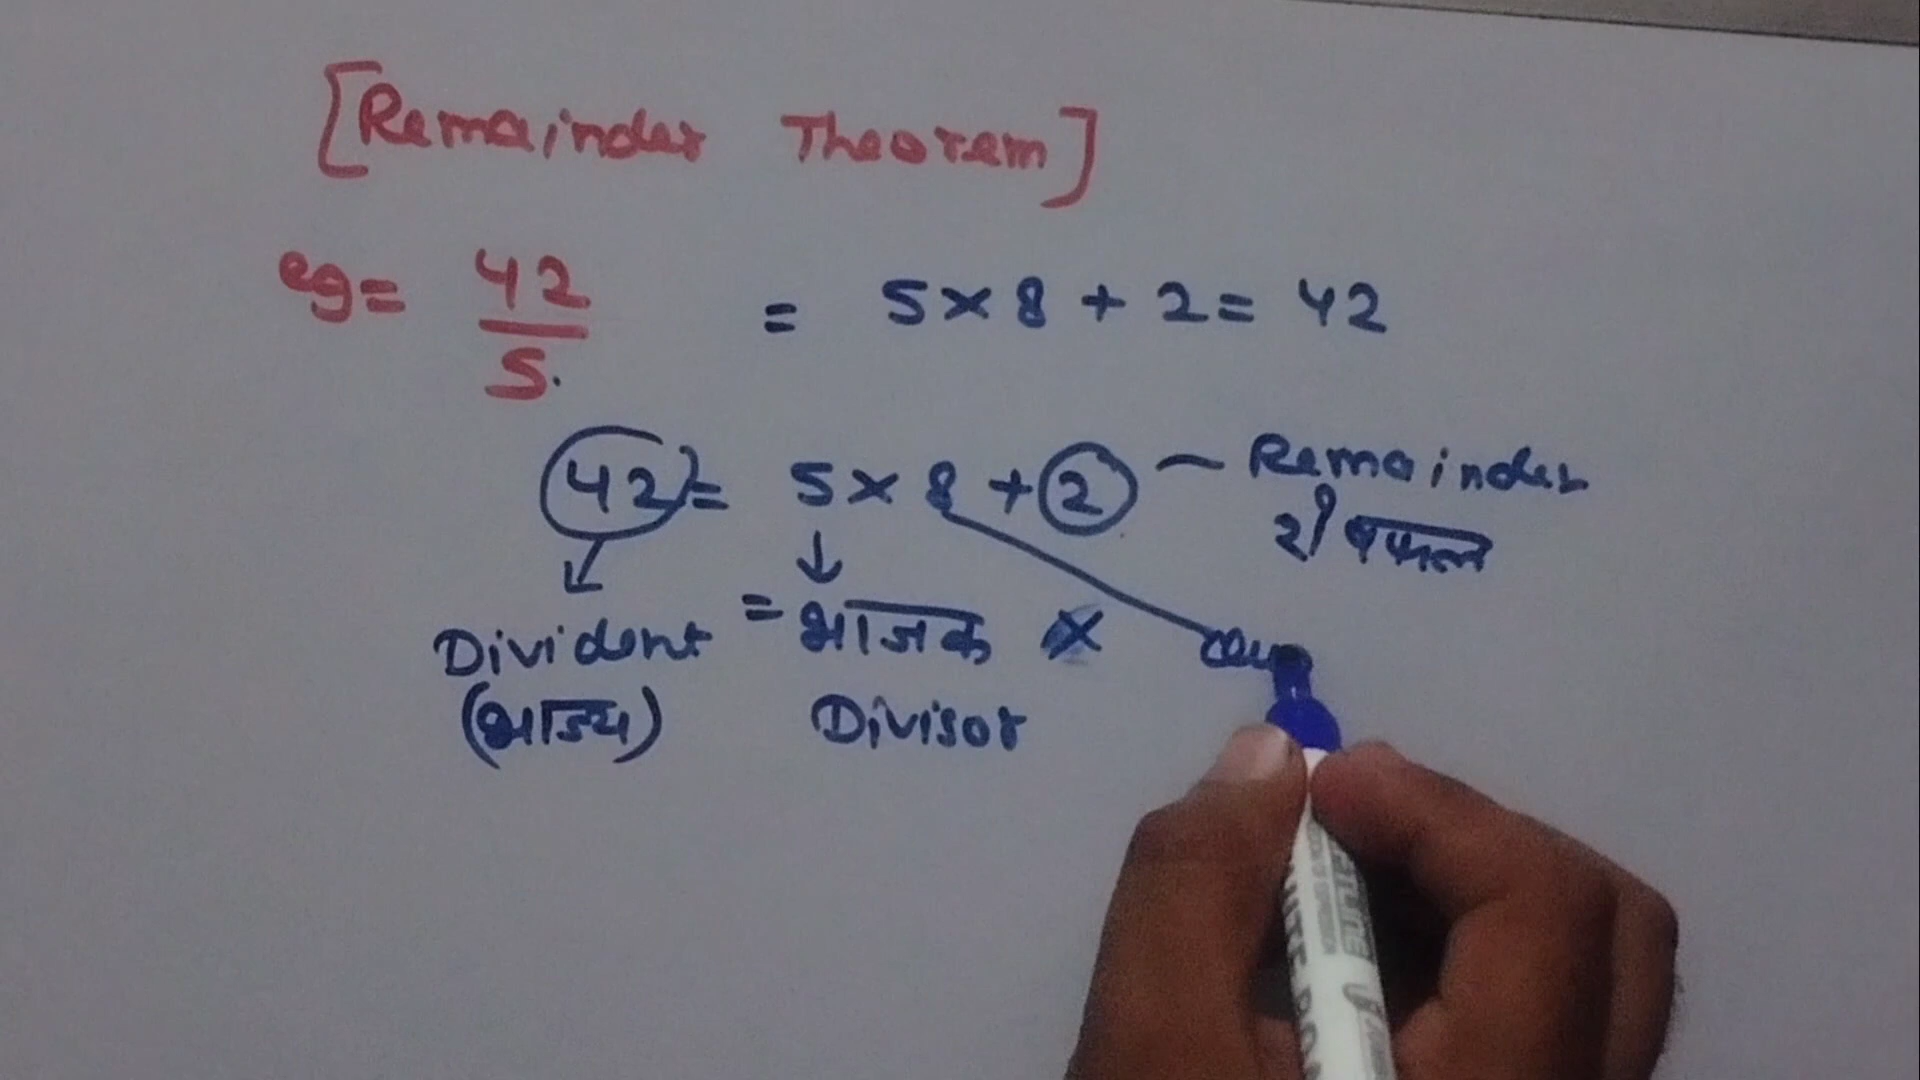 [Remainder Theorem]
eg = 42/5. = 5 × 8 + 2 = 42
42 = 5 × 8 + 2 — Remainder
शेषफल
Divident = भाजक ×
(भाज्य) Divisor